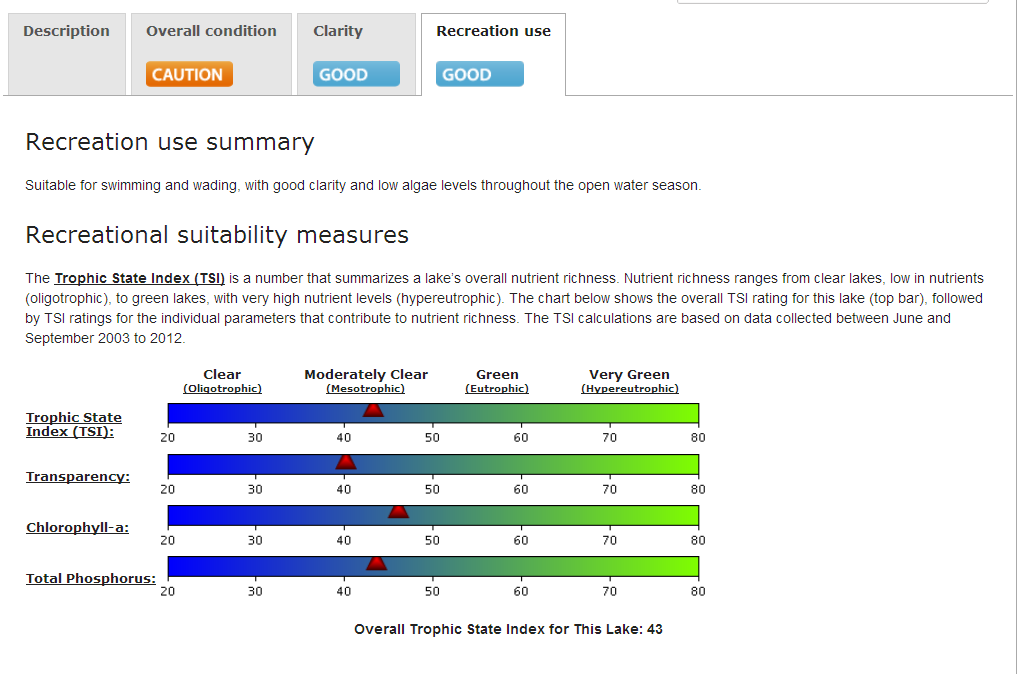 Description
Overall condition
Clarity
Recreation use
CAUTION
GOOD
GOOD
Recreation use summary
Suitable for swimming and wading, with good clarity and low algae levels throughout the open water season.
Recreational suitability measures
The Trophic State Index (TSI) is a number that summarizes a lake's overall nutrient richness. Nutrient richness ranges from clear lakes, low in nutrients
(oligotrophic), to green lakes, with very high nutrient levels (hypereutrophic). The chart below shows the overall TSI rating for this lake (top bar), followed
by TSI ratings for the individual parameters that contribute to nutrient richness. The TSI calculations are based on data collected between June and
September 2003 to 2012.
Clear Moderately Clear Green Very Green
(Oligotrophic) (Mesotrophic) (Eutrophic) (Hypereutrophic)
Trophic State
Index (TSI):
20 30 40 50 60 70 80
Transparency:
20 30 40 50 60 70 80
Chlorophyll-a:
20 30 40 50 60 70 80
Total Phosphorus:
20 30 40 50 60 70 80
Overall Trophic State Index for This Lake: 43